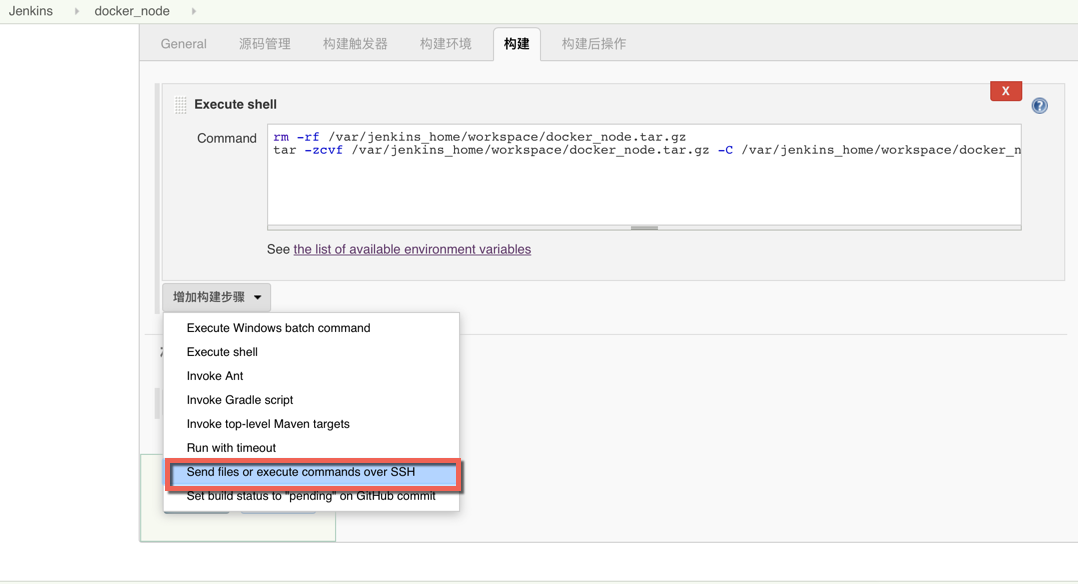 Jenkins docker_node
General 源码管理 构建触发器 构建环境 构建 构建后操作
X
Execute shell
Command
rm -rf /var/jenkins_home/workspace/docker_node.tar.gz
tar -zcvf /var/jenkins_home/workspace/docker_node.tar.gz -C /var/jenkins_home/workspace/docker_n
See the list of available environment variables
增加构建步骤
Execute Windows batch command
Execute shell
Invoke Ant
Invoke Gradle script
Invoke top-level Maven targets
Run with timeout
Send files or execute commands over SSH
Set build status to "pending" on GitHub commit